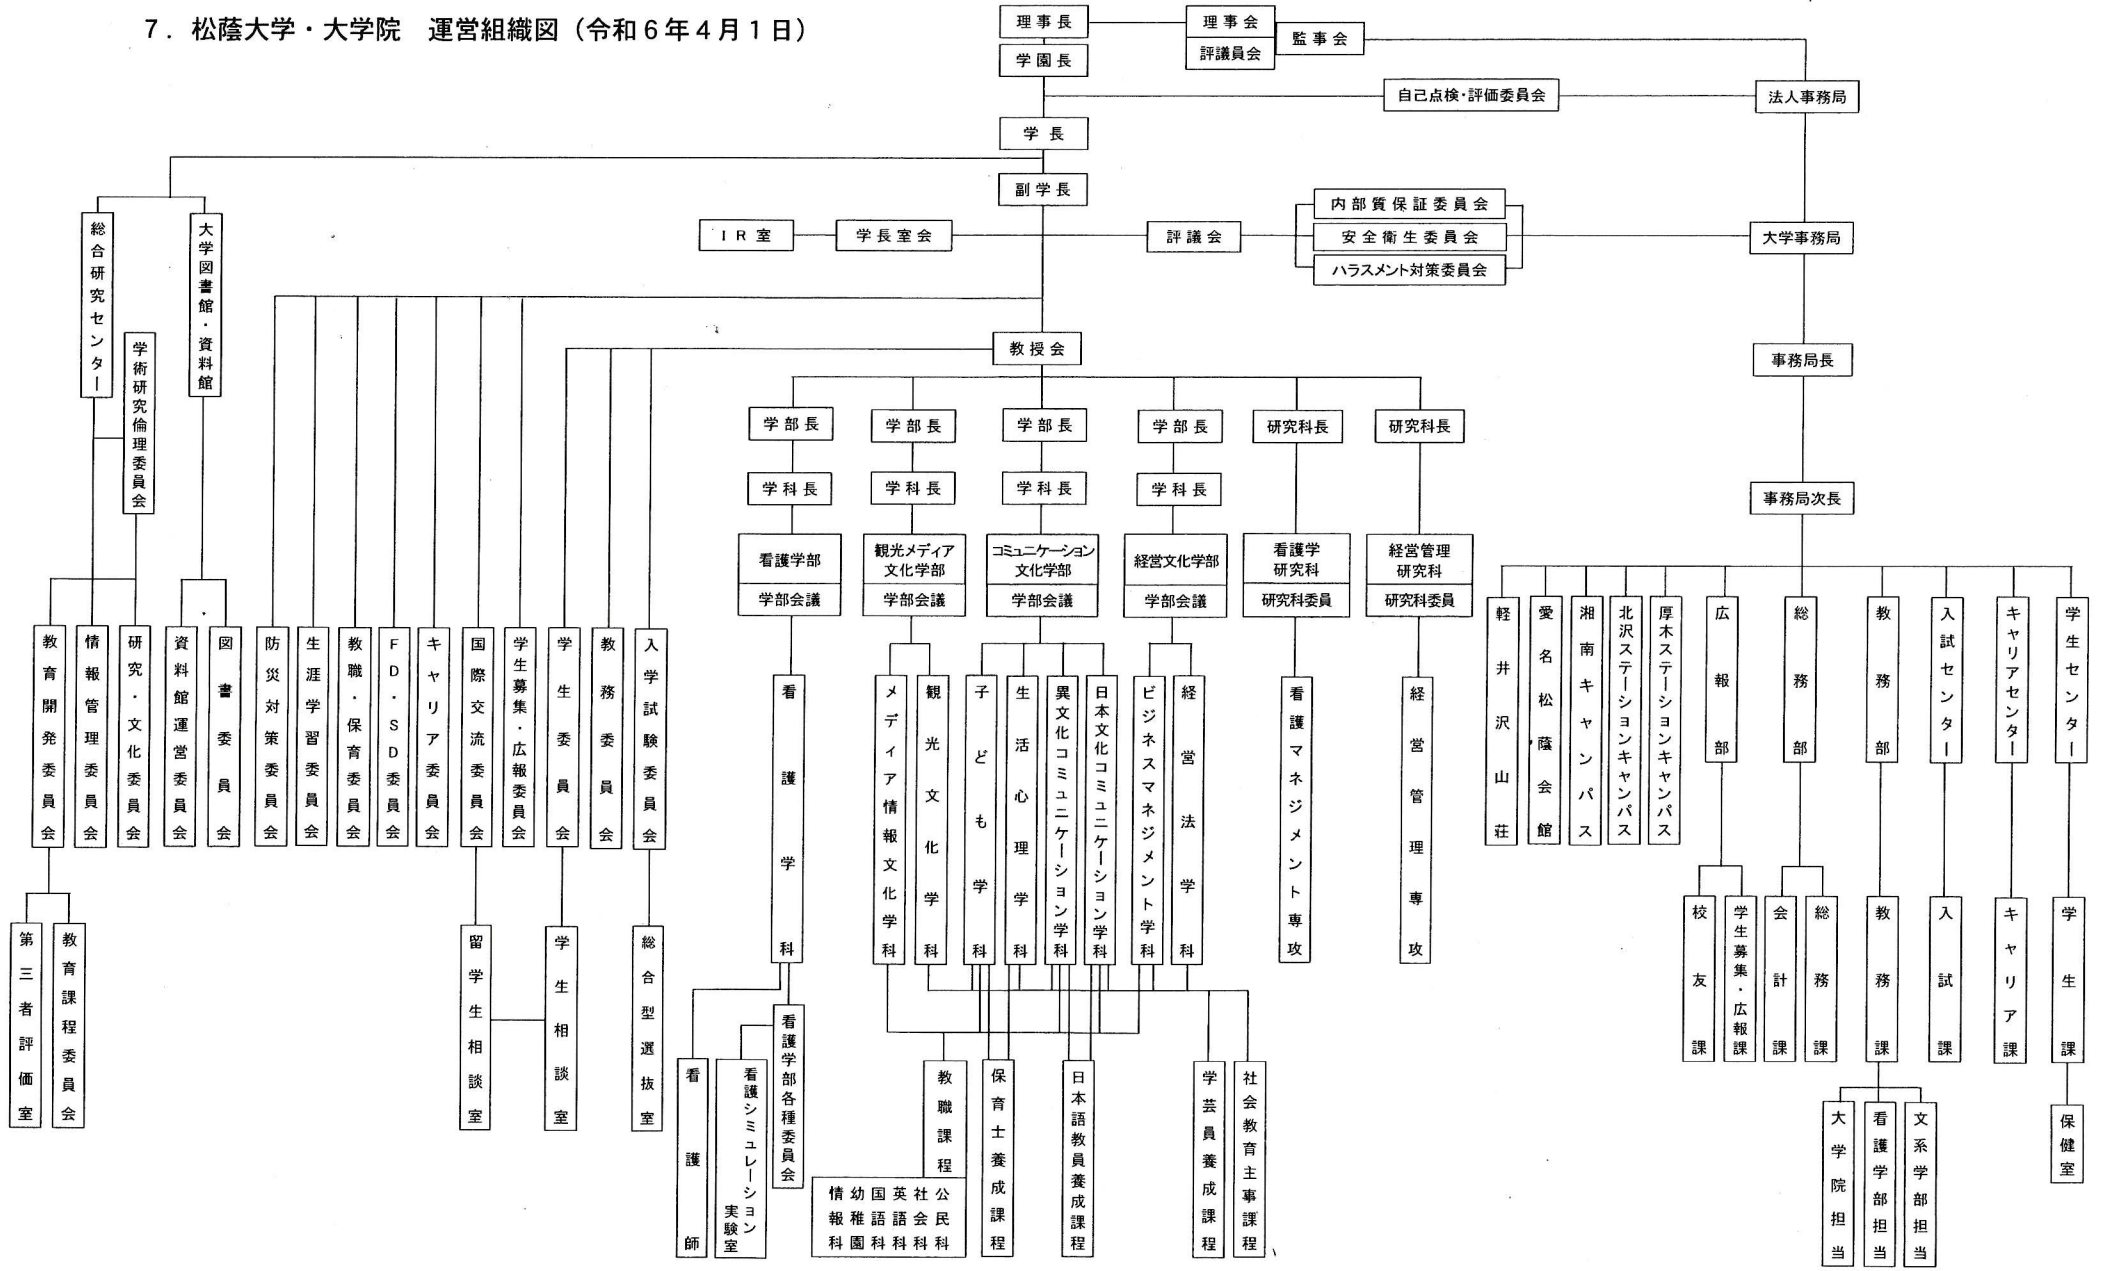 7．松蔭大学・大学院　運営組織図（令和６年４月１日）
理事長
理事会
評議員会
監事会
学園長
自己点検・評価委員会
法人事務局
学長
副学長
ＩＲ室
学長室会
評議会
内部質保証委員会
安全衛生委員会
ハラスメント対策委員会
大学事務局
総合研究センター
大学図書館・資料館
学術研究倫理委員会
教授会
事務局長
学部長
学部長
学部長
学部長
研究科長
研究科長
学科長
学科長
学科長
学科長
事務局次長
看護学部
学部会議
観光メディア
文化学部
学部会議
コミュニケーション
文化学部
学部会議
経営文化学部
学部会議
看護学
研究科
研究科委員
経営管理
研究科
研究科委員
教育開発委員会
情報管理委員会
研究・文化委員会
資料館運営委員会
図書委員会
防災対策委員会
生涯学習委員会
教職・保育委員会
ＦＤ・ＳＤ委員会
キャリア委員会
国際交流委員会
学生募集・広報委員会
学生委員会
教務委員会
入学試験委員会
看護学科
メディア情報文化学科
観光文化学科
子ども学科
生活心理学科
異文化コミュニケーション学科
日本文化コミュニケーション学科
ビジネスマネジメント学科
経営法学科
看護マネジメント専攻
経営管理専攻
軽井沢山荘
愛名松蔭会館
湘南キャンパス
北沢ステーションキャンパス
厚木ステーションキャンパス
広報部
総務部
教務部
入試センター
キャリアセンター
学生センター
第三者評価室
教育課程委員会
留学生相談室
学生相談室
総合型選抜室
校友課
学生募集・広報課
会計課
総務課
教務課
入試課
キャリア課
学生課
看護師
看護シミュレーション
実験室
看護学部各種委員会
教職課程
情報科
幼稚園
国語科
英語科
社会科
公民科
保育士養成課程
日本語教員養成課程
学芸員養成課程
社会教育主事課程
大学院担当
看護学部担当
文系学部担当
保健室